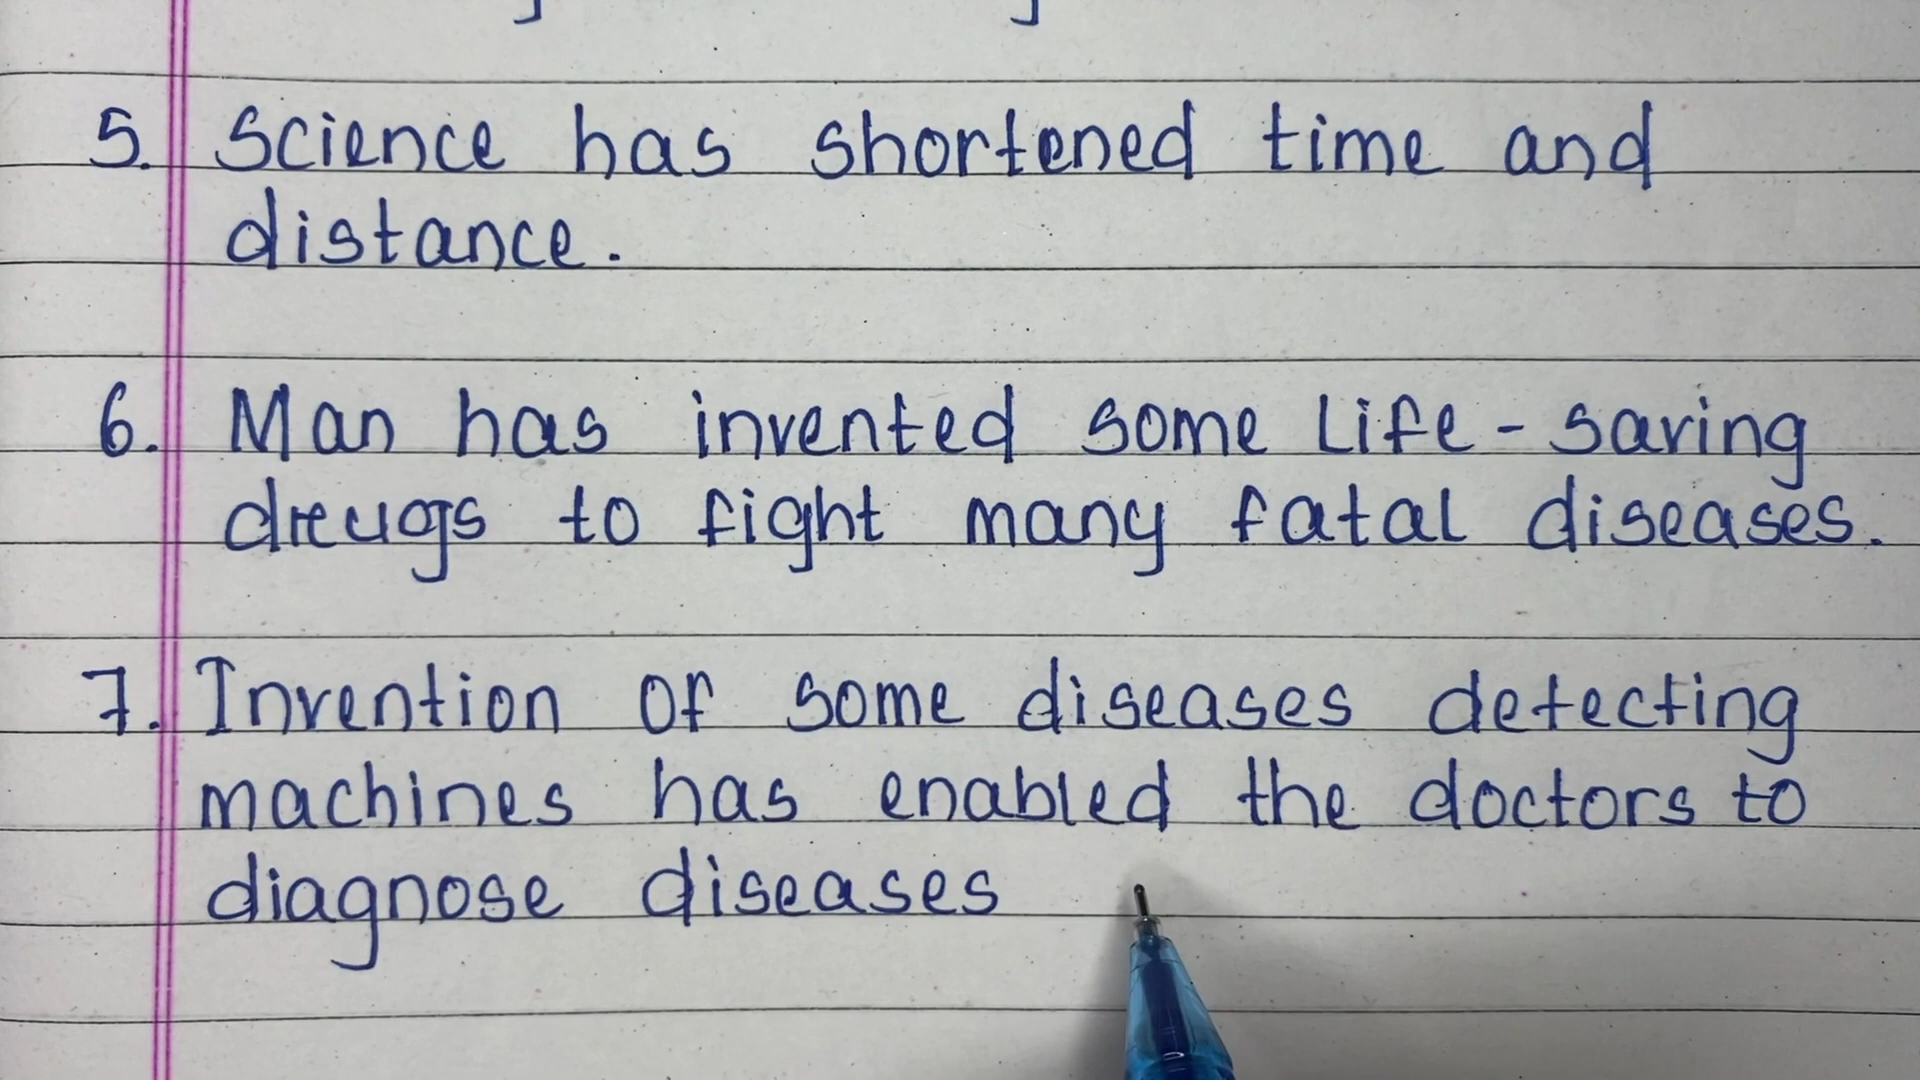 5. Science has shortened time and
distance.
6. Man has invented some Life-saving
drugs to fight many fatal diseases.
7. Invention of some diseases detecting
machines has enabled the doctors to
diagnose diseases